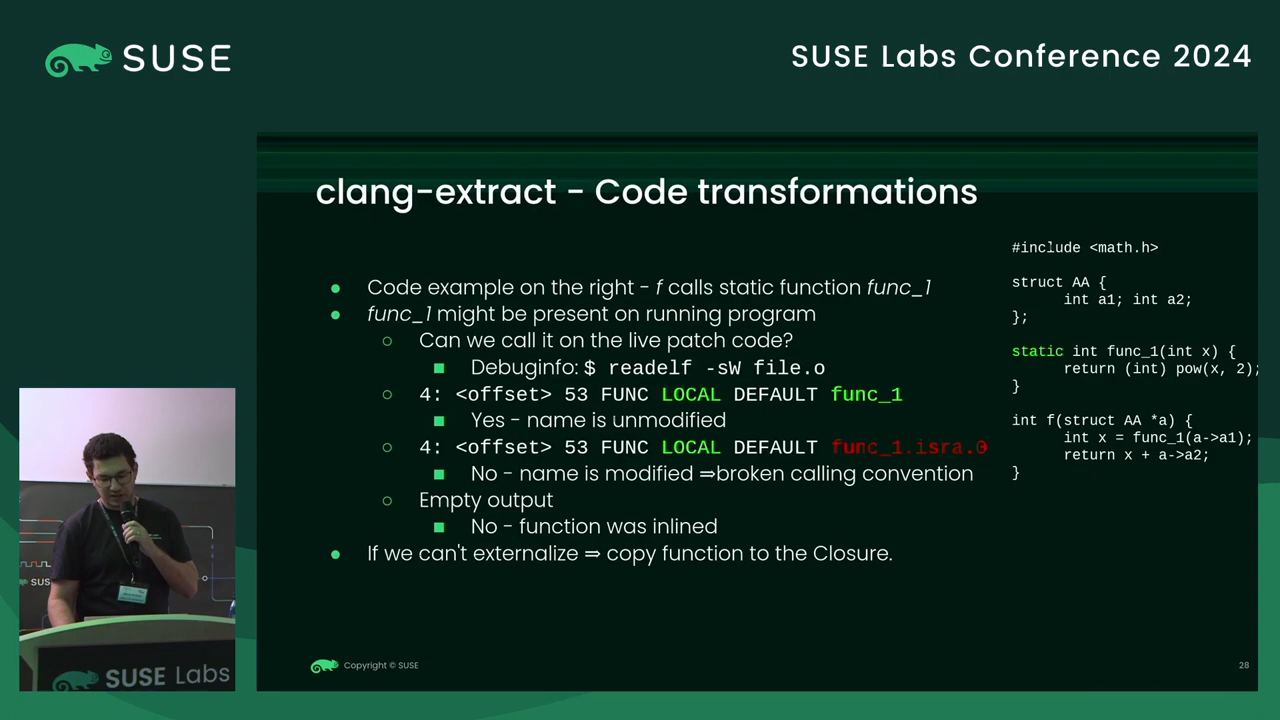 SUSE
SUSE Labs Conference 2024
clang-extract - Code transformations
Code example on the right - f calls static function func_1
func_1 might be present on running program
Can we call it on the live patch code?
Debuginfo: $ readelf -sW file.o
4: <offset> 53 FUNC LOCAL DEFAULT func_1
Yes - name is unmodified
4: <offset> 53 FUNC LOCAL DEFAULT func_1.isra.0
No - name is modified ⇒broken calling convention
Empty output
No - function was inlined
If we can't externalize ⇒ copy function to the Closure.
#include <math.h>
struct AA {
int a1; int a2;
};
static int func_1(int x) {
return (int) pow(x, 2);
}
int f(struct AA *a) {
int x = func_1(a->a1);
return x + a->a2;
}
SUS
SUSE Labs
Copyright © SUSE
28